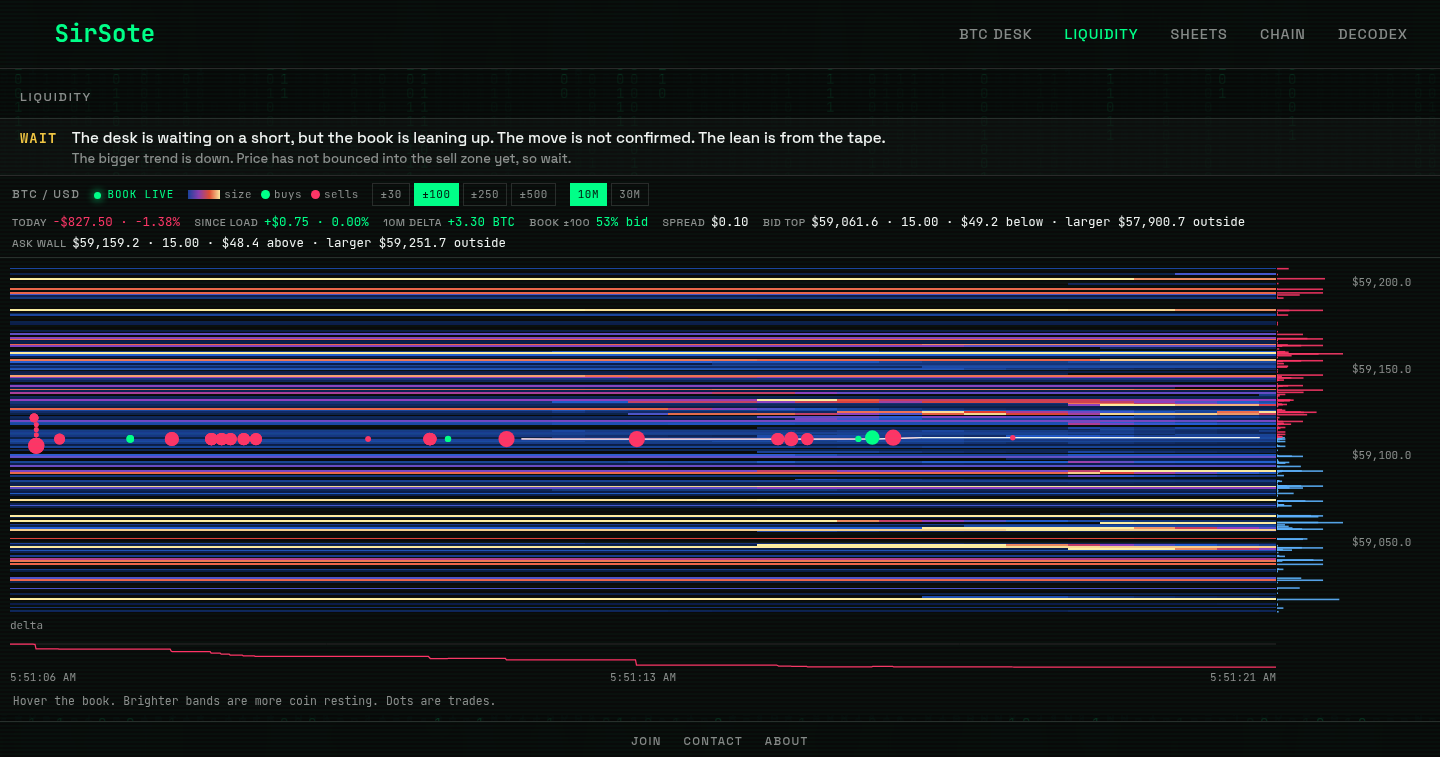 SirSote
BTC DESK LIQUIDITY SHEETS CHAIN DECODEX
LIQUIDITY
WAIT The desk is waiting on a short, but the book is leaning up. The move is not confirmed. The lean is from the tape.
The bigger trend is down. Price has not bounced into the sell zone yet, so wait.
BTC / USD BOOK LIVE size buys sells ±30 ±100 ±250 ±500 10M 30M
TODAY -$827.50 · -1.38% SINCE LOAD +$0.75 · 0.00% 10M DELTA +3.30 BTC BOOK ±100 53% bid SPREAD $0.10 BID TOP $59,061.6 · 15.00 · $49.2 below · larger $57,900.7 outside
ASK WALL $59,159.2 · 15.00 · $48.4 above · larger $59,251.7 outside
$59,200.0
$59,150.0
$59,100.0
$59,050.0
delta
5:51:06 AM 5:51:13 AM 5:51:21 AM
Hover the book. Brighter bands are more coin resting. Dots are trades.
JOIN CONTACT ABOUT